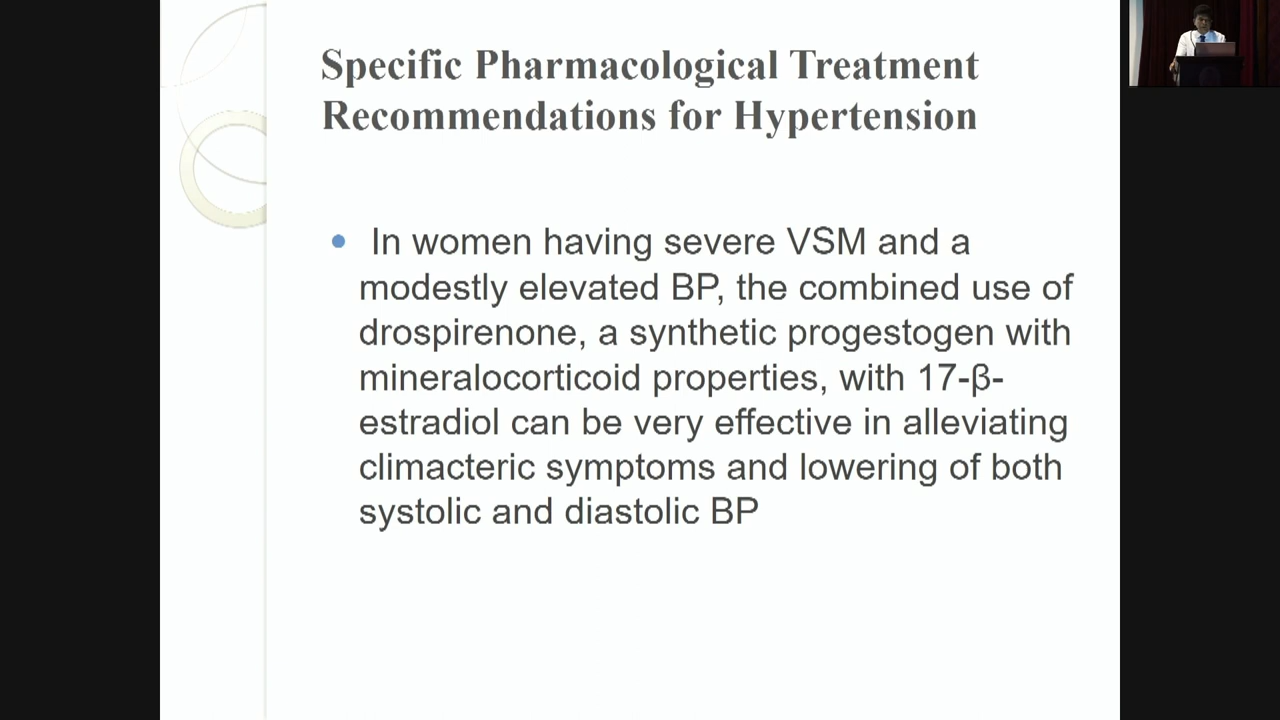 Specific Pharmacological Treatment
Recommendations for Hypertension
In women having severe VSM and a
modestly elevated BP, the combined use of
drospirenone, a synthetic progestogen with
mineralocorticoid properties, with 17-β-
estradiol can be very effective in alleviating
climacteric symptoms and lowering of both
systolic and diastolic BP